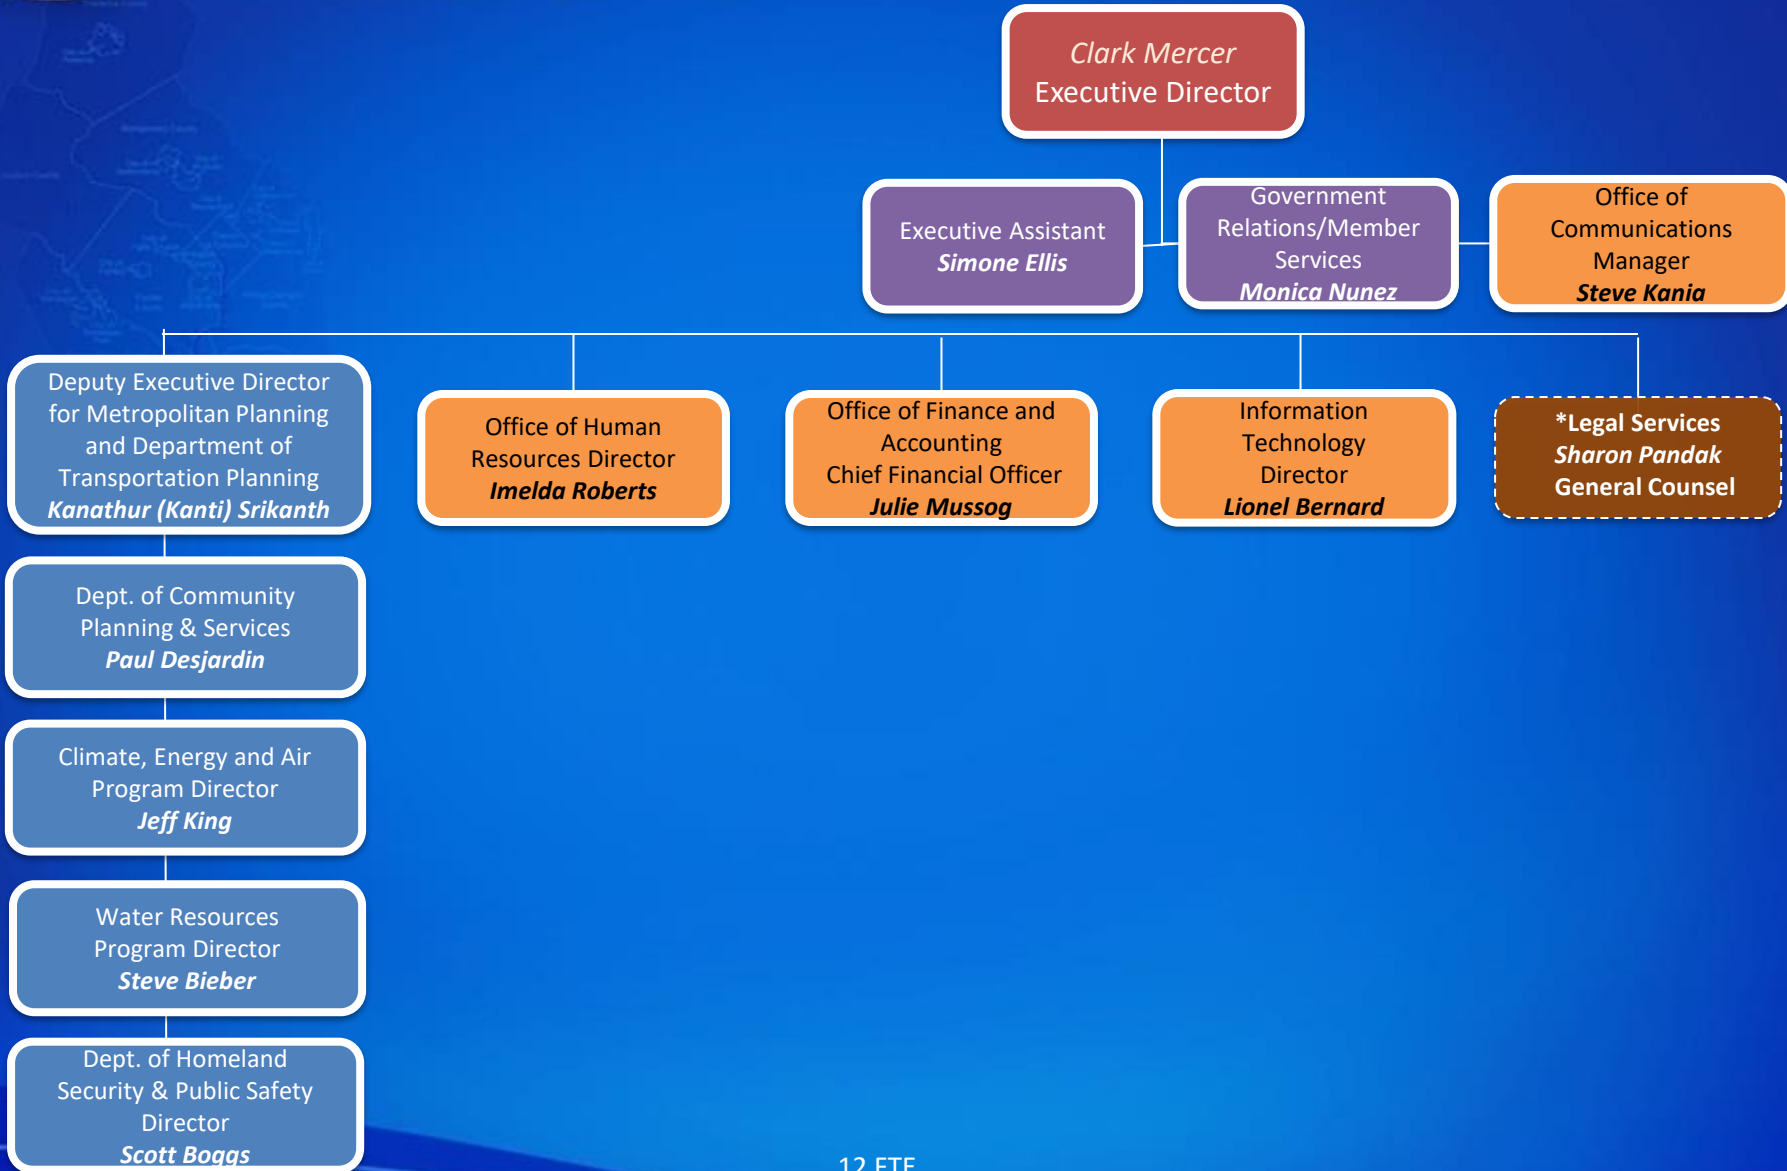 Clark Mercer
Executive Director
Executive Assistant
Simone Ellis
Government
Relations/Member
Services
Monica Nunez
Office of
Communications
Manager
Steve Kania
Deputy Executive Director
for Metropolitan Planning
and Department of
Transportation Planning
Kanathur (Kanti) Srikanth
Office of Human
Resources Director
Imelda Roberts
Office of Finance and
Accounting
Chief Financial Officer
Julie Mussog
Information
Technology
Director
Lionel Bernard
*Legal Services
Sharon Pandak
General Counsel
Dept. of Community
Planning & Services
Paul Desjardin
Climate, Energy and Air
Program Director
Jeff King
Water Resources
Program Director
Steve Bieber
Dept. of Homeland
Security & Public Safety
Director
Scott Boggs
12 FTE